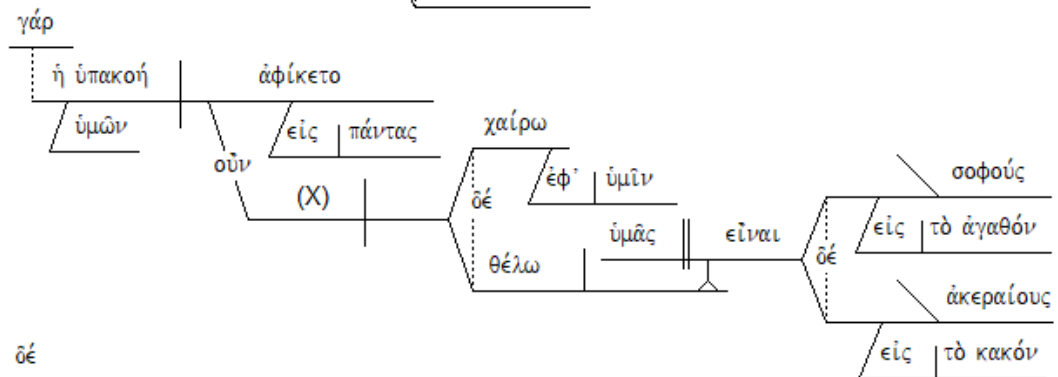 γάρ
ἡ ὑπακοή ἀφίκετο
ὑμῶν εἰς πάντας χαίρω
οὖν ἐφ’ ὑμῖν σοφούς
(X) δέ
ὑμᾶς εἶναι εἰς τὸ ἀγαθόν
θέλω δέ
ἀκεραίους
δέ εἰς τὸ κακόν